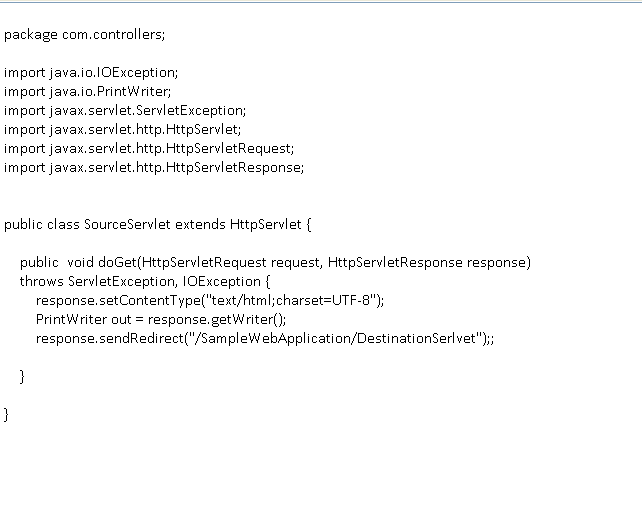 package com.controllers;
import java.io.IOException;
import java.io.PrintWriter;
import javax.servlet.ServletException;
import javax.servlet.http.HttpServlet;
import javax.servlet.http.HttpServletRequest;
import javax.servlet.http.HttpServletResponse;
public class SourceServlet extends HttpServlet {
public  void doGet(HttpServletRequest request, HttpServletResponse response)
throws ServletException, IOException {
response.setContentType("text/html;charset=UTF-8");
PrintWriter out = response.getWriter();
response.sendRedirect("/SampleWebApplication/DestinationSerlvet");;
}
}